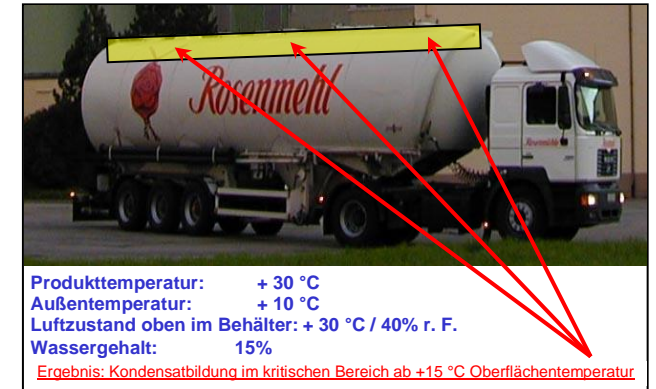 Rosenmehl
Rosenmühle
Produkttemperatur: + 30 °C
Außentemperatur: + 10 °C
Luftzustand oben im Behälter: + 30 °C / 40% r. F.
Wassergehalt: 15%
Ergebnis: Kondensatbildung im kritischen Bereich ab +15 °C Oberflächentemperatur